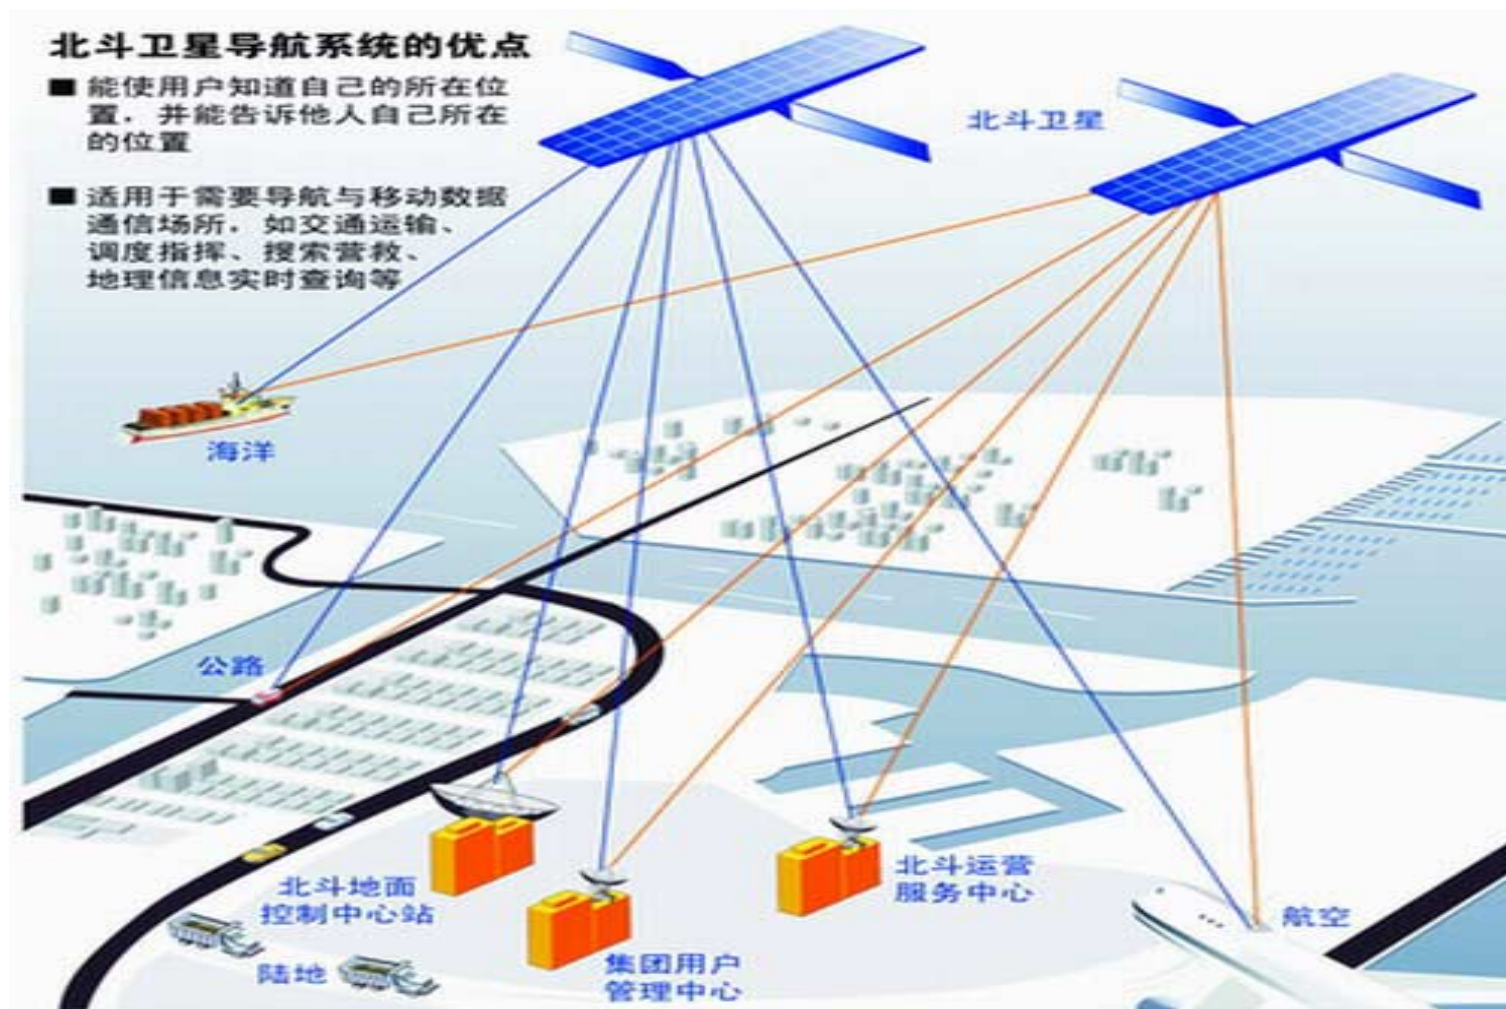 北斗卫星导航系统的优点
■ 能使用户知道自己的所在位
置，并能告诉他人自己所在
的位置
■ 适用于需要导航与移动数据
通信场所，如交通运输、
调度指挥、搜索营救、
地理信息实时查询等
北斗卫星
海洋
公路
北斗地面
控制中心站
陆地
集团用户
管理中心
北斗运营
服务中心
航空